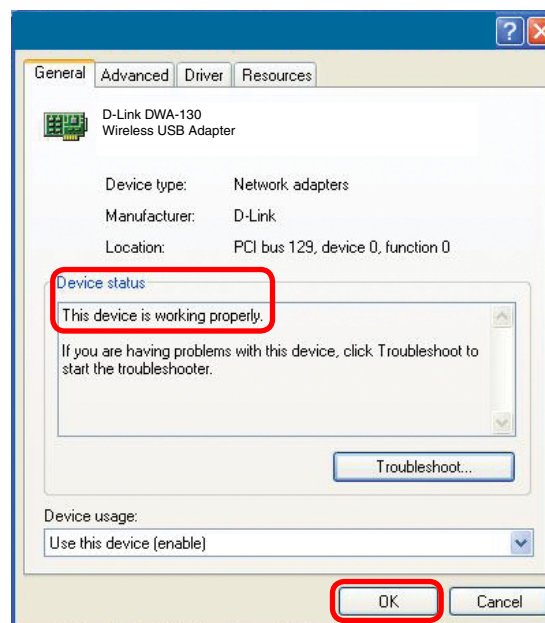 ?
General Advanced Driver Resources
D-Link DWA-130
Wireless USB Adapter
Device type: Network adapters
Manufacturer: D-Link
Location: PCI bus 129, device 0, function 0
Device status
This device is working properly.
If you are having problems with this device, click Troubleshoot to
start the troubleshooter.
Troubleshoot...
Device usage:
Use this device (enable)
OK Cancel